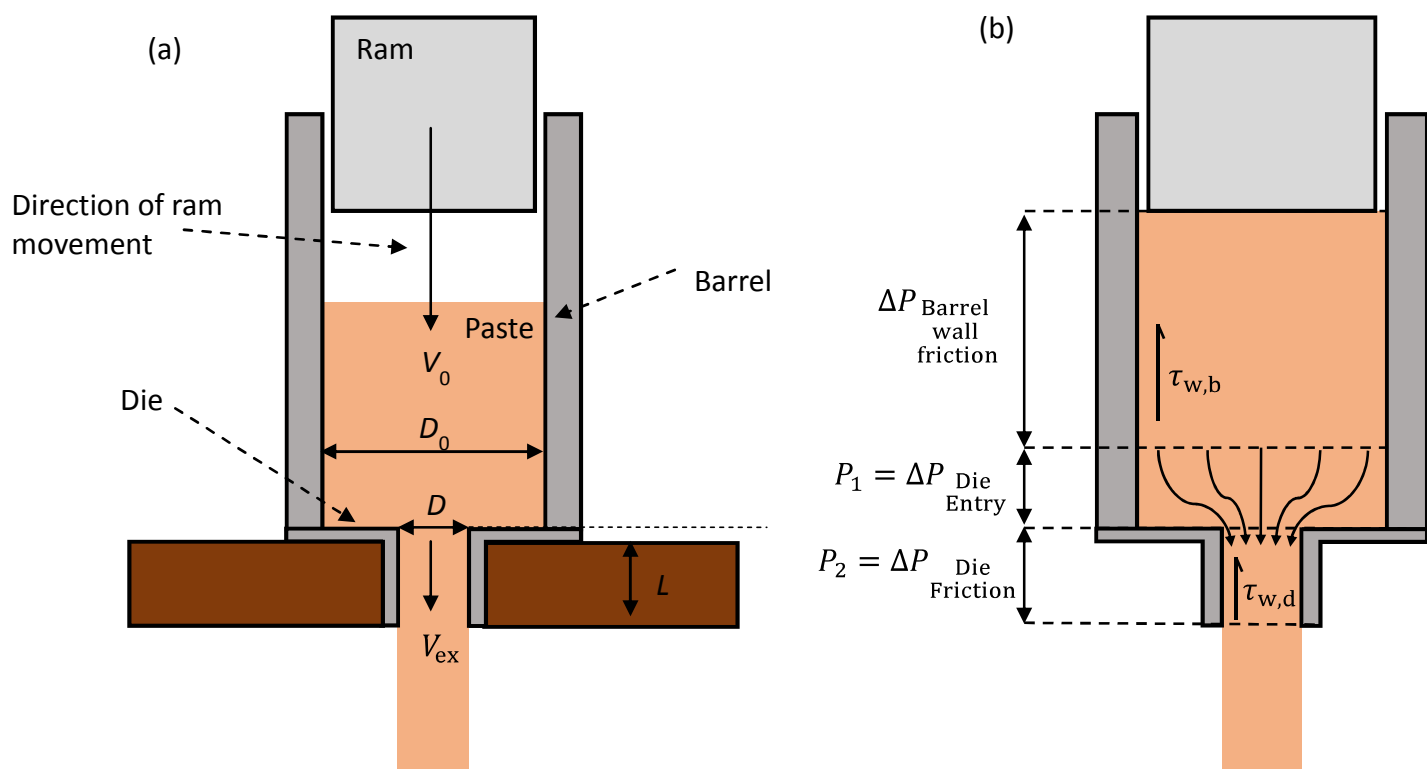 (a)
Ram
Direction of ram
movement
Barrel
Paste
V₀
Die
D₀
D
L
Vₑₓ
(b)
ΔP Barrel
wall
friction
τw,b
P₁ = ΔP Die
Entry
P₂ = ΔP Die
Friction
τw,d